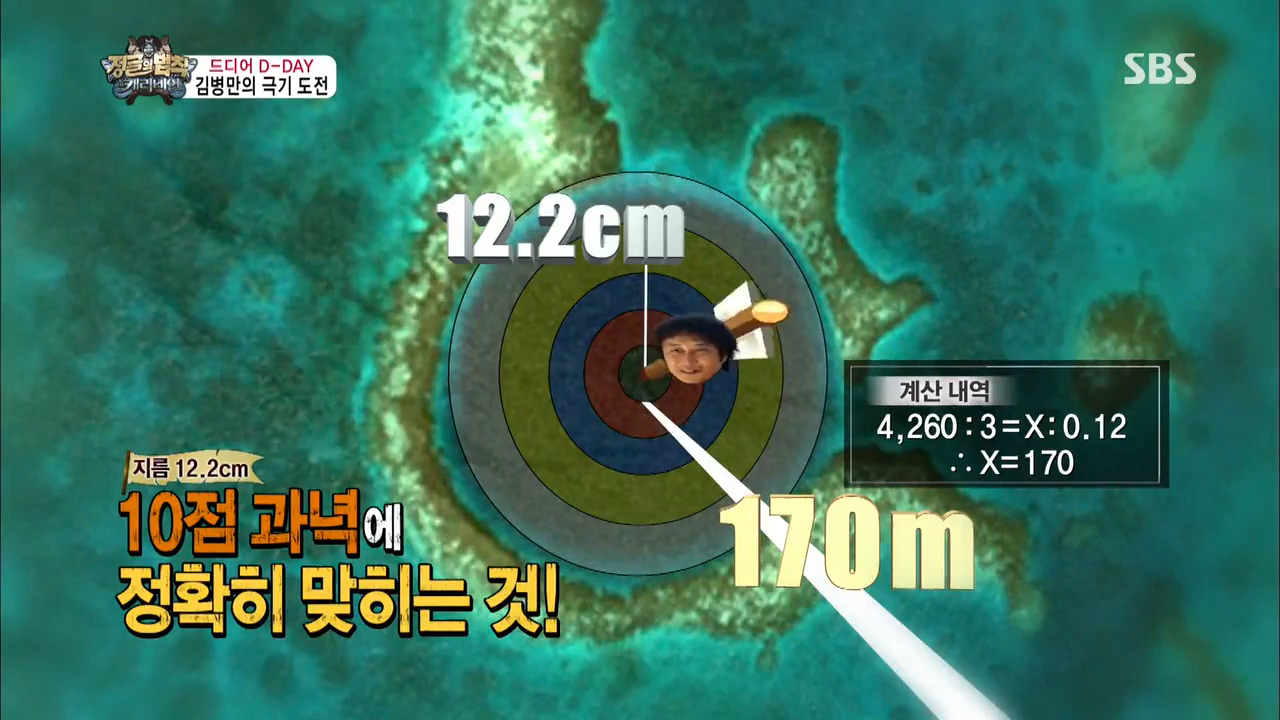 정글의 법칙
캐리비언
드디어 D-DAY
김병만의 극기 도전
SBS
12.2cm
계산 내역
4,260 : 3 = X : 0.12
∴ X=170
170m
지름 12.2cm
10점 과녁에
정확히 맞히는 것!